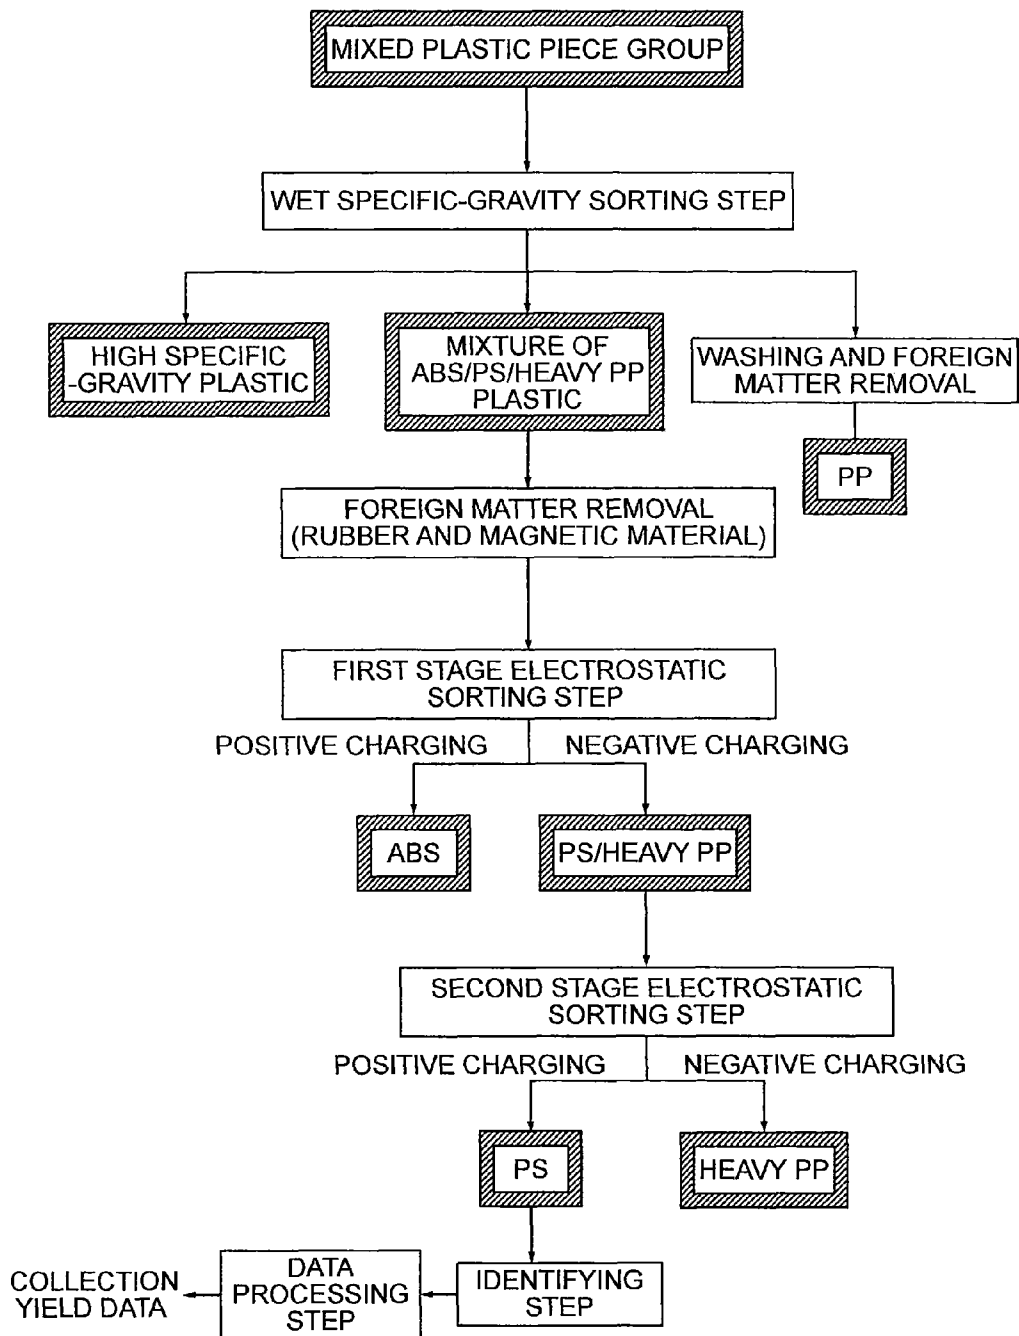 MIXED PLASTIC PIECE GROUP
WET SPECIFIC-GRAVITY SORTING STEP
HIGH SPECIFIC
-GRAVITY PLASTIC
MIXTURE OF
ABS/PS/HEAVY PP
PLASTIC
WASHING AND FOREIGN
MATTER REMOVAL
PP
FOREIGN MATTER REMOVAL
(RUBBER AND MAGNETIC MATERIAL)
FIRST STAGE ELECTROSTATIC
SORTING STEP
POSITIVE CHARGING
NEGATIVE CHARGING
ABS
PS/HEAVY PP
SECOND STAGE ELECTROSTATIC
SORTING STEP
POSITIVE CHARGING
NEGATIVE CHARGING
PS
HEAVY PP
IDENTIFYING
STEP
DATA
PROCESSING
STEP
COLLECTION
YIELD DATA